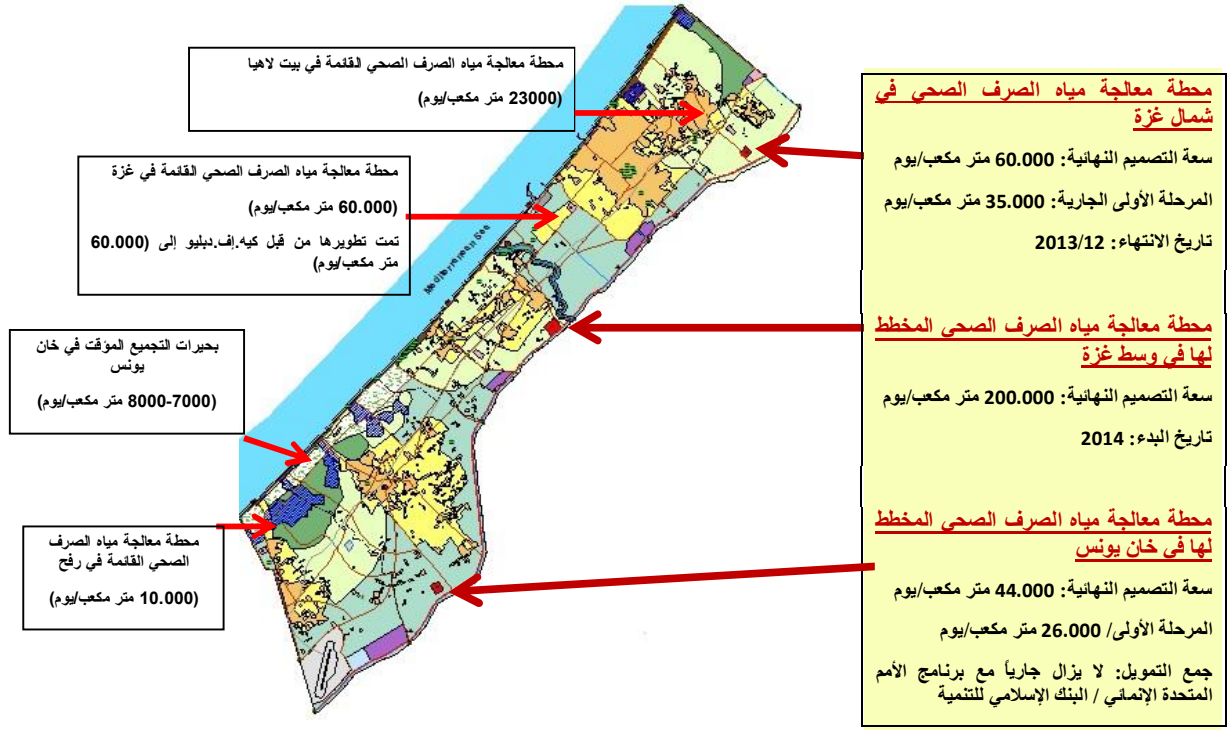 محطة معالجة مياه الصرف الصحي القائمة في بيت لاهيا
(23000 متر مكعب/يوم)
محطة معالجة مياه الصرف الصحي القائمة في غزة
(60.000 متر مكعب/يوم)
تمت تطويرها من قبل كيه.إف.دبليو إلى (60.000
متر مكعب/يوم)
بحيرات التجميع المؤقت في خان
يونس
(7000-8000 متر مكعب/يوم)
محطة معالجة مياه الصرف
الصحي القائمة في رفح
(10.000 متر مكعب/يوم)
Mediterranean Sea
محطة معالجة مياه الصرف الصحي في
شمال غزة
سعة التصميم النهائية: 60.000 متر مكعب/يوم
المرحلة الأولى الجارية: 35.000 متر مكعب/يوم
تاريخ الانتهاء: 2013/12
محطة معالجة مياه الصرف الصحي المخطط
لها في وسط غزة
سعة التصميم النهائية: 200.000 متر مكعب/يوم
تاريخ البدء: 2014
محطة معالجة مياه الصرف الصحي المخطط
لها في خان يونس
سعة التصميم النهائية: 44.000 متر مكعب/يوم
المرحلة الأولى/ 26.000 متر مكعب/يوم
جمع التمويل: لا يزال جارياً مع برنامج الأمم
المتحدة الإنمائي / البنك الإسلامي للتنمية